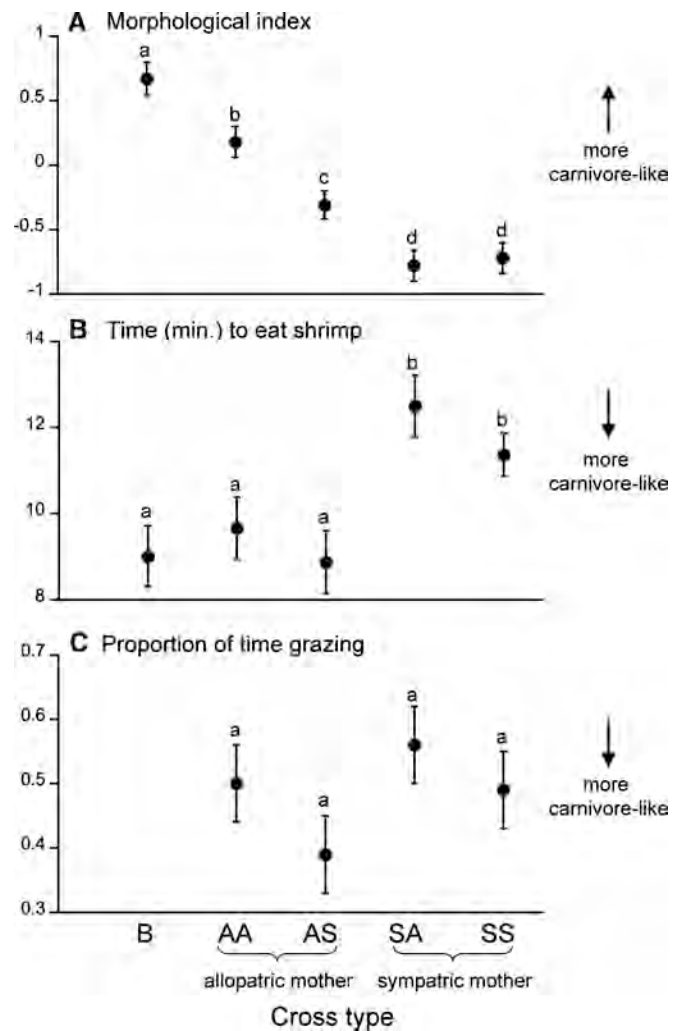 A Morphological index
1
a
0.5
b
0
c
-0.5
d
d
-1
more
carnivore-like
B Time (min.) to eat shrimp
14
b
12
b
a
10
a
a
8
more
carnivore-like
C Proportion of time grazing
0.7
a
0.6
a
a
0.5
a
0.4
0.3
more
carnivore-like
B AA AS SA SS
allopatric mother sympatric mother
Cross type